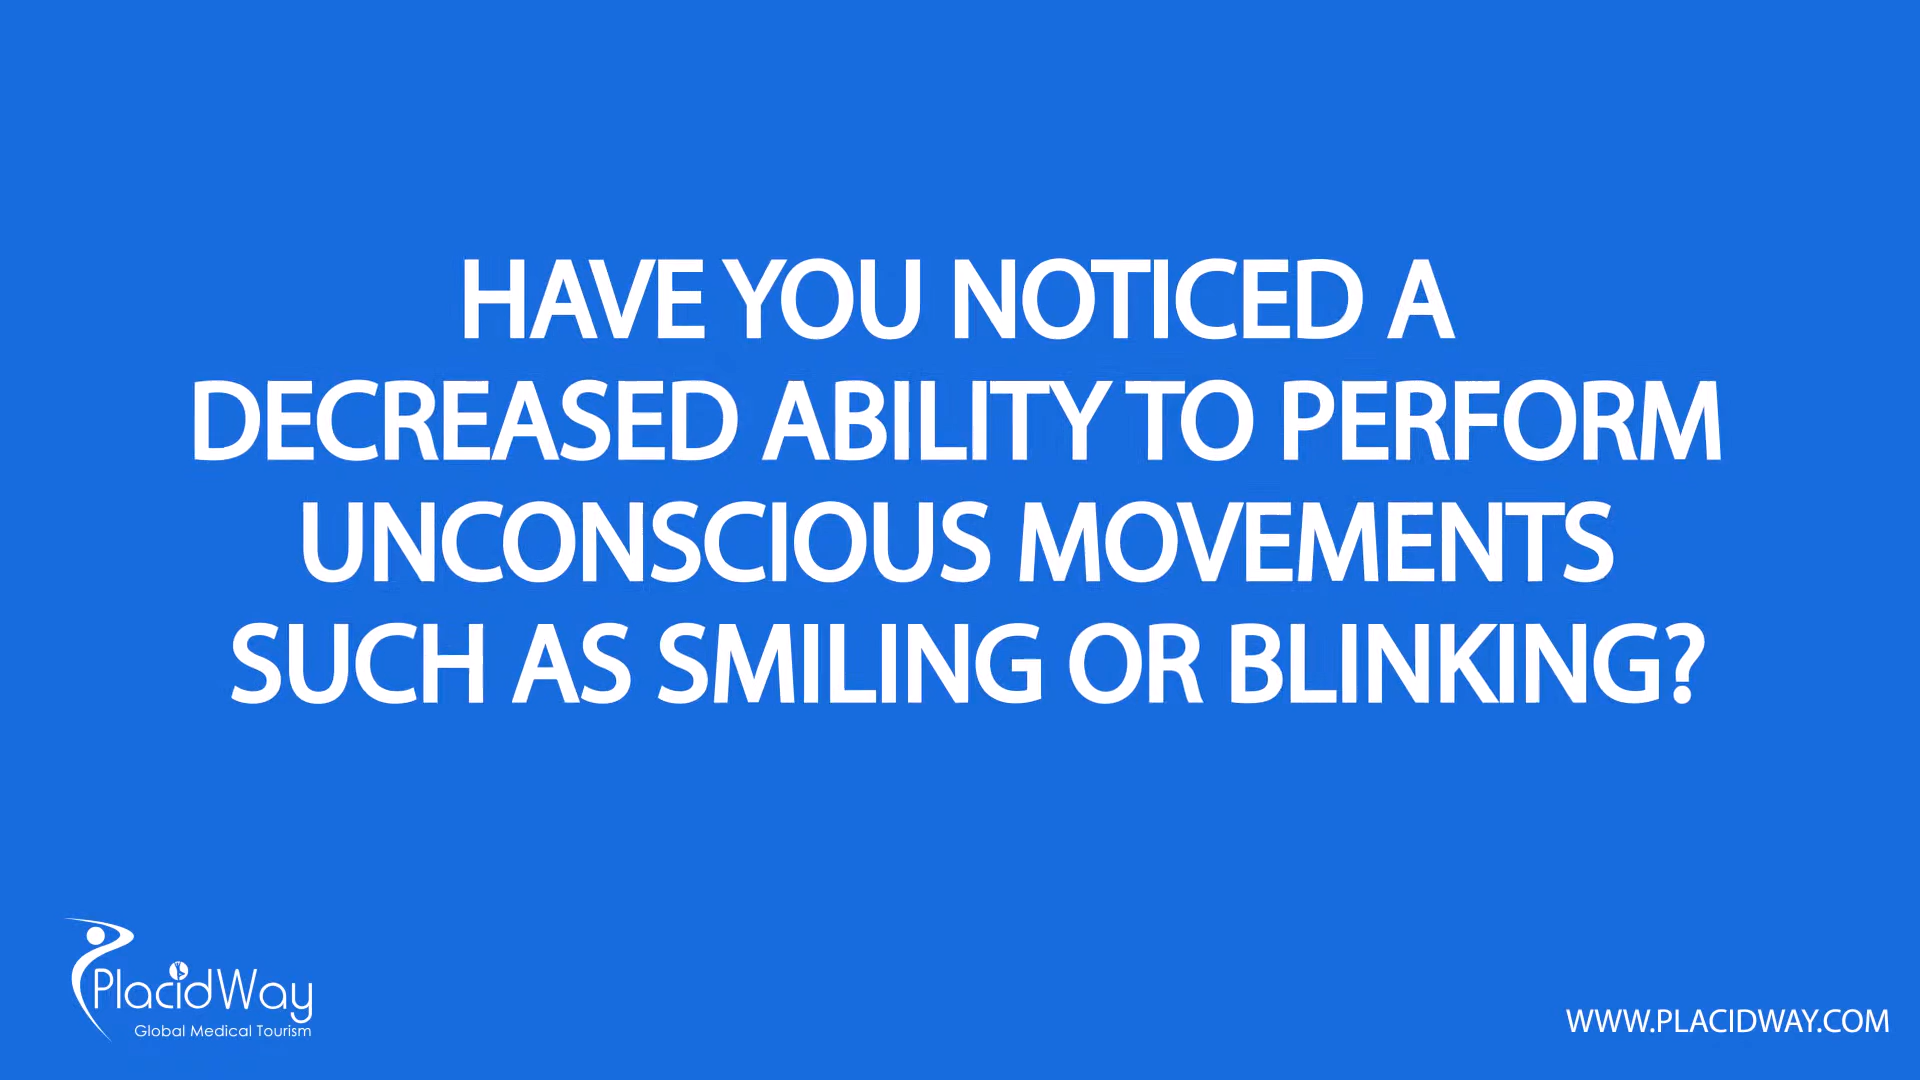 HAVE YOU NOTICED A
DECREASED ABILITY TO PERFORM
UNCONSCIOUS MOVEMENTS
SUCH AS SMILING OR BLINKING?
PlacidWay
Global Medical Tourism
WWW.PLACIDWAY.COM